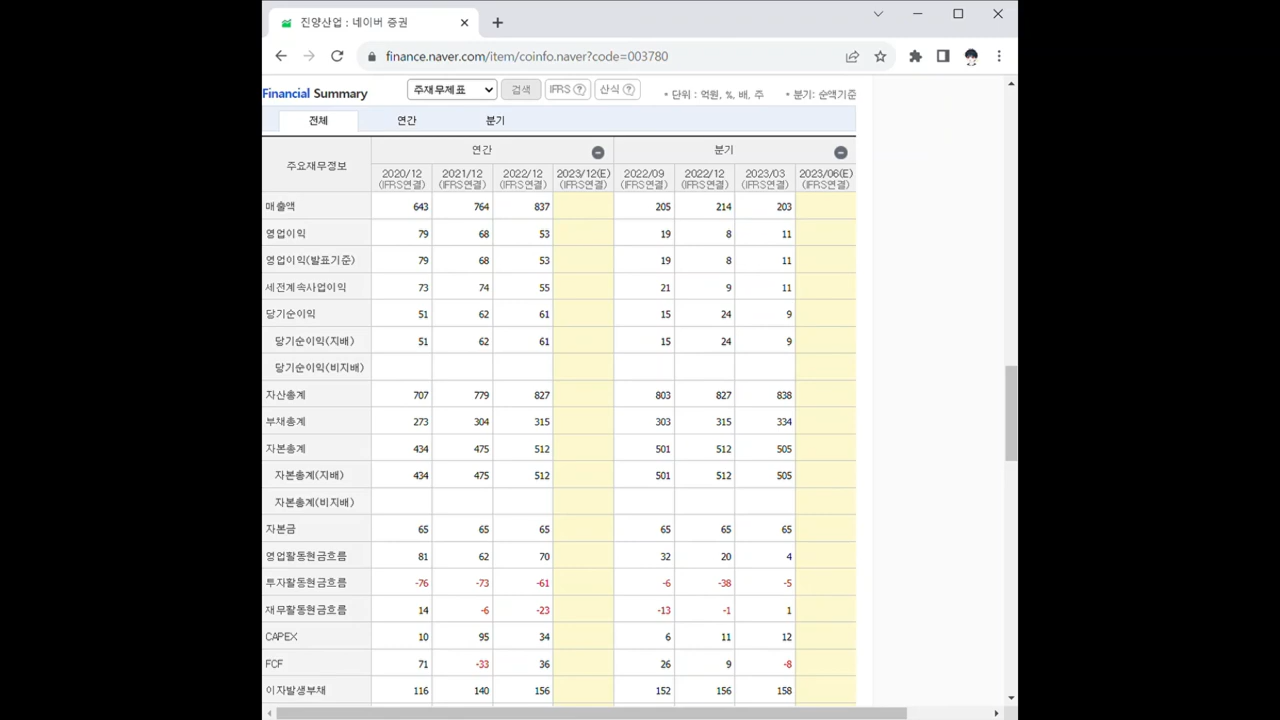 진양산업 : 네이버 증권
finance.naver.com/item/coinfo.naver?code=003780
Financial Summary 주재무제표 검색 IFRS ? 산식 ? * 단위 : 억원, %, 배, 주 * 분기: 순액기준
전체 연간 분기
주요재무정보 연간 분기
2020/12 2021/12 2022/12 2023/12(E) 2022/09 2022/12 2023/03 2023/06(E)
(IFRS연결) (IFRS연결) (IFRS연결) (IFRS연결) (IFRS연결) (IFRS연결) (IFRS연결) (IFRS연결)
매출액 643 764 837 205 214 203
영업이익 79 68 53 19 8 11
영업이익(발표기준) 79 68 53 19 8 11
세전계속사업이익 73 74 55 21 9 11
당기순이익 51 62 61 15 24 9
당기순이익(지배) 51 62 61 15 24 9
당기순이익(비지배)
자산총계 707 779 827 803 827 838
부채총계 273 304 315 303 315 334
자본총계 434 475 512 501 512 505
자본총계(지배) 434 475 512 501 512 505
자본총계(비지배)
자본금 65 65 65 65 65 65
영업활동현금흐름 81 62 70 32 20 4
투자활동현금흐름 -76 -73 -61 -6 -38 -5
재무활동현금흐름 14 -6 -23 -13 -1 1
CAPEX 10 95 34 6 11 12
FCF 71 -33 36 26 9 -8
이자발생부채 116 140 156 152 156 158